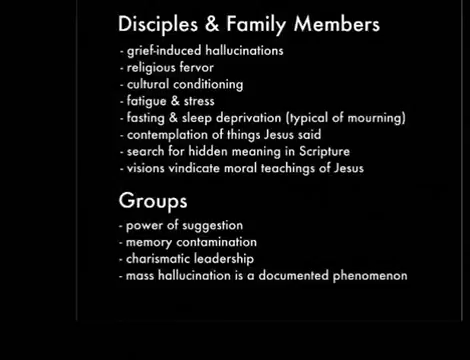 Disciples & Family Members
- grief-induced hallucinations
- religious fervor
- cultural conditioning
- fatigue & stress
- fasting & sleep deprivation (typical of mourning)
- contemplation of things Jesus said
- search for hidden meaning in Scripture
- visions vindicate moral teachings of Jesus
Groups
- power of suggestion
- memory contamination
- charismatic leadership
- mass hallucination is a documented phenomenon